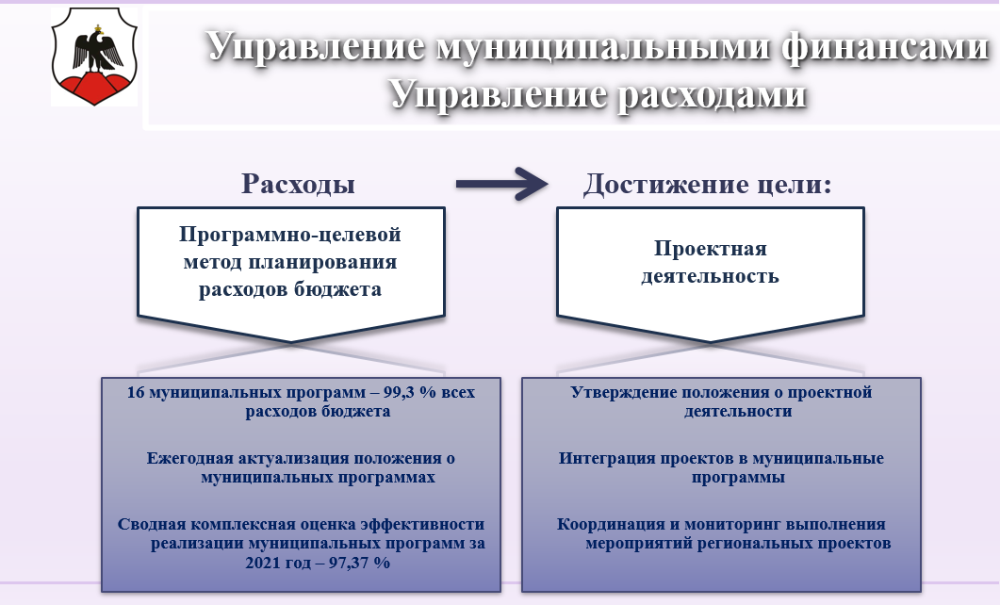 Управление муниципальными финансами
Управление расходами
Расходы
Достижение цели:
Программно-целевой
метод планирования
расходов бюджета
Проектная
деятельность
16 муниципальных программ – 99,3 % всех
расходов бюджета
Ежегодная актуализация положения о
муниципальных программах
Сводная комплексная оценка эффективности
реализации муниципальных программ за
2021 год – 97,37 %
Утверждение положения о проектной
деятельности
Интеграция проектов в муниципальные
программы
Координация и мониторинг выполнения
мероприятий региональных проектов